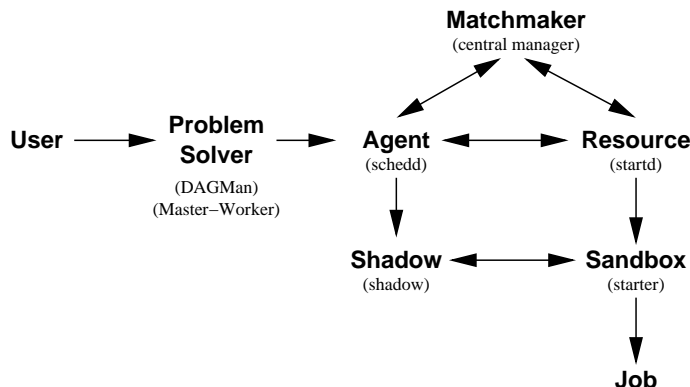 Matchmaker
(central manager)
User
Problem
Solver
(DAGMan)
(Master−Worker)
Agent
(schedd)
Resource
(startd)
Shadow
(shadow)
Sandbox
(starter)
Job